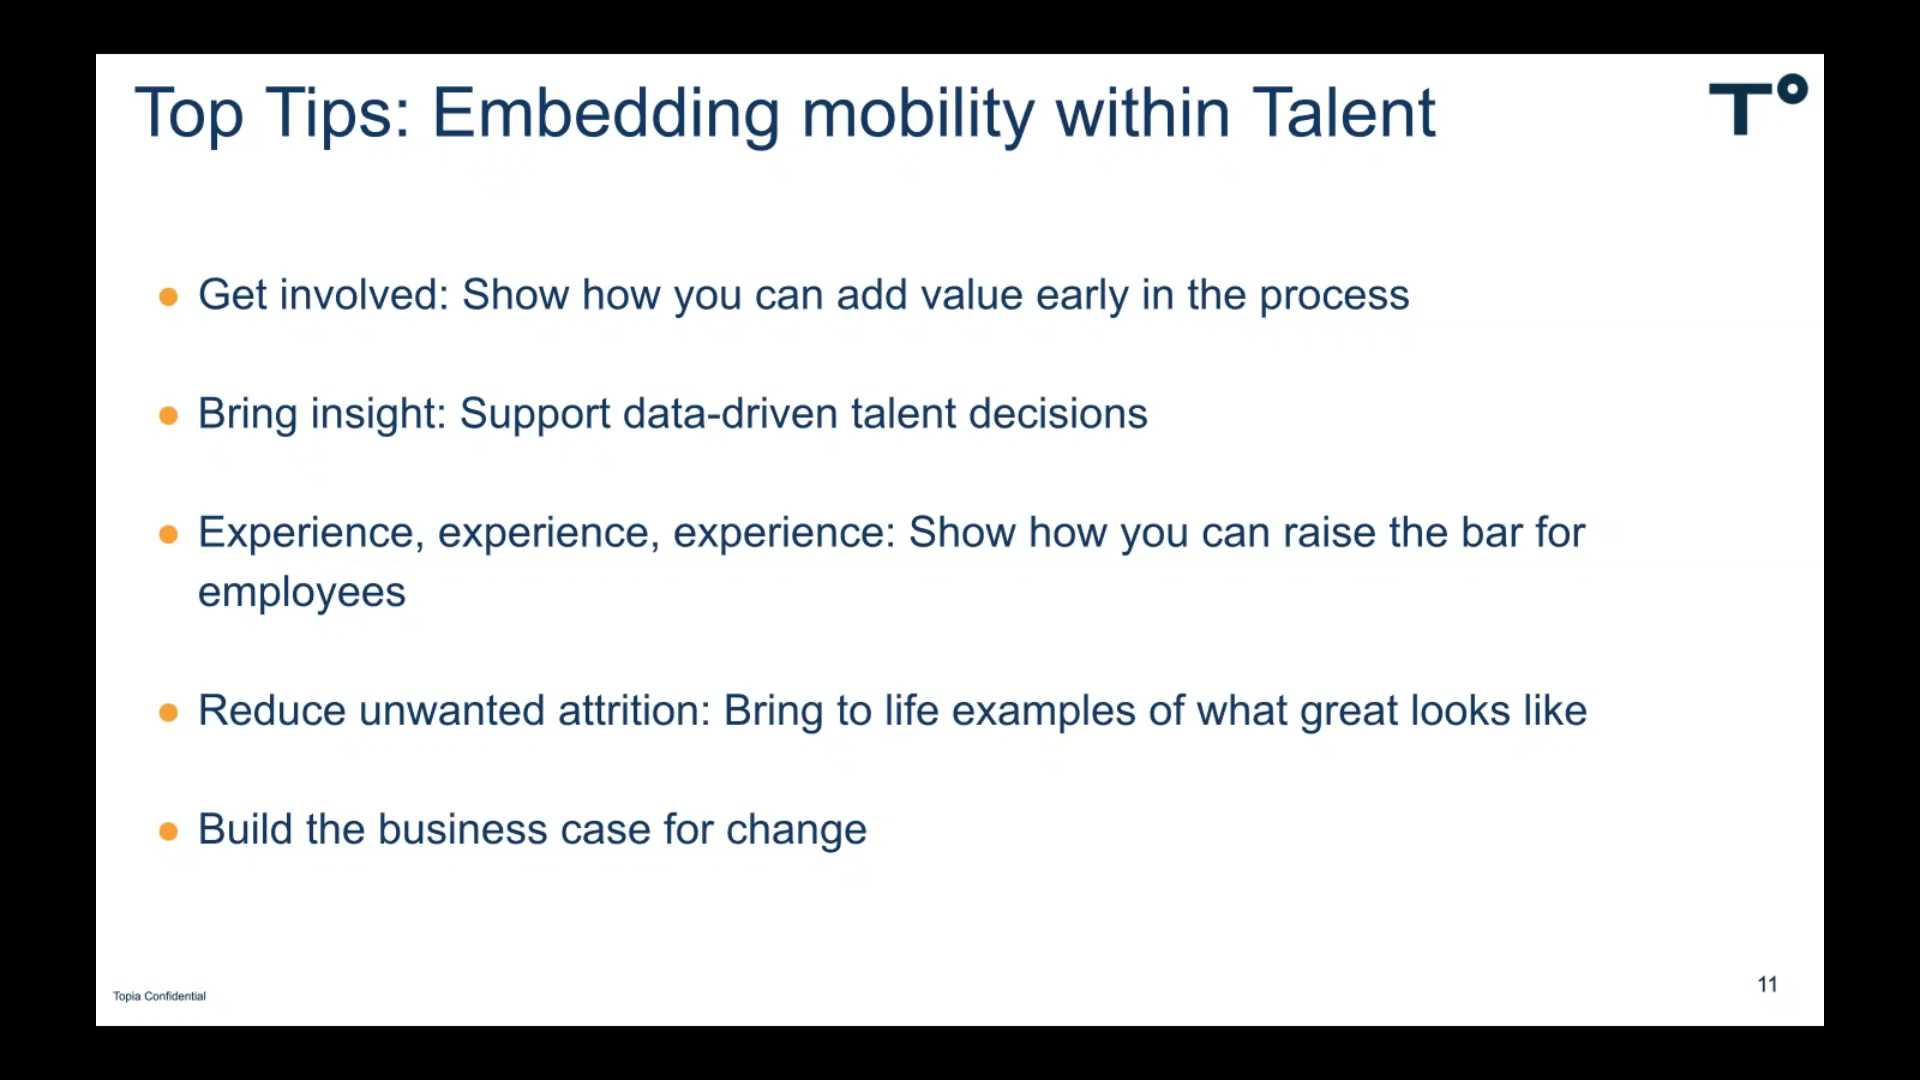 Top Tips: Embedding mobility within Talent
T°
● Get involved: Show how you can add value early in the process
● Bring insight: Support data-driven talent decisions
● Experience, experience, experience: Show how you can raise the bar for
employees
● Reduce unwanted attrition: Bring to life examples of what great looks like
● Build the business case for change
Topia Confidential
11